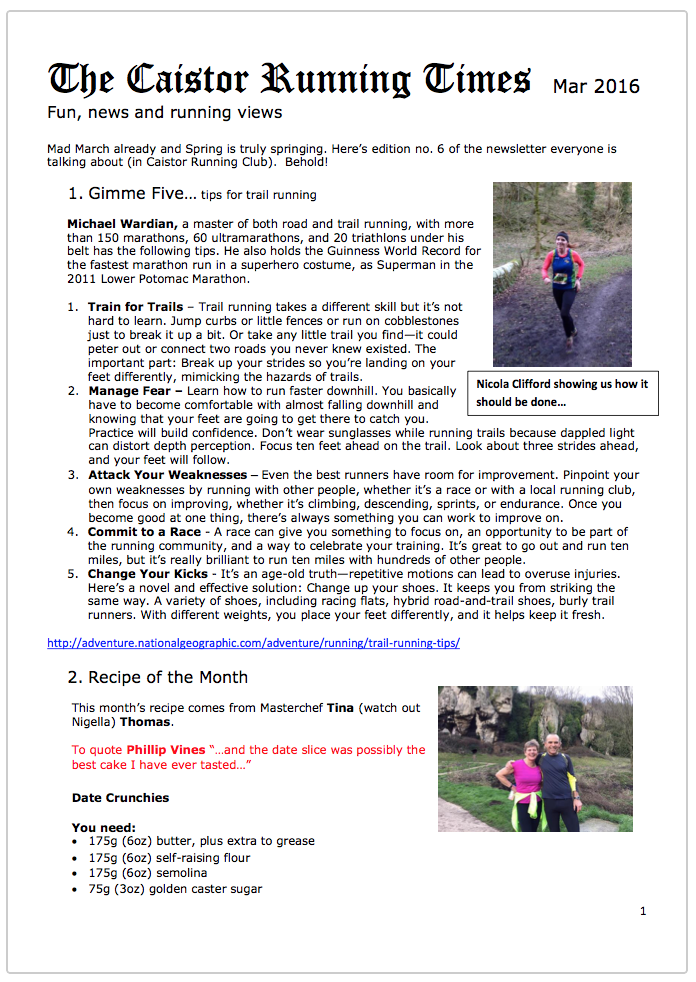 The Caistor Running Times Mar 2016
Fun, news and running views
Mad March already and Spring is truly springing. Here’s edition no. 6 of the newsletter everyone is
talking about (in Caistor Running Club).  Behold!
1. Gimme Five… tips for trail running
Michael Wardian, a master of both road and trail running, with more
than 150 marathons, 60 ultramarathons, and 20 triathlons under his
belt has the following tips. He also holds the Guinness World Record for
the fastest marathon run in a superhero costume, as Superman in the
2011 Lower Potomac Marathon.
1. Train for Trails – Trail running takes a different skill but it’s not
hard to learn. Jump curbs or little fences or run on cobblestones
just to break it up a bit. Or take any little trail you find—it could
peter out or connect two roads you never knew existed. The
important part: Break up your strides so you’re landing on your
feet differently, mimicking the hazards of trails.
Nicola Clifford showing us how it
should be done…
2. Manage Fear – Learn how to run faster downhill. You basically
have to become comfortable with almost falling downhill and
knowing that your feet are going to get there to catch you.
Practice will build confidence. Don’t wear sunglasses while running trails because dappled light
can distort depth perception. Focus ten feet ahead on the trail. Look about three strides ahead,
and your feet will follow.
3. Attack Your Weaknesses – Even the best runners have room for improvement. Pinpoint your
own weaknesses by running with other people, whether it’s a race or with a local running club,
then focus on improving, whether it’s climbing, descending, sprints, or endurance. Once you
become good at one thing, there’s always something you can work to improve on.
4. Commit to a Race - A race can give you something to focus on, an opportunity to be part of
the running community, and a way to celebrate your training. It’s great to go out and run ten
miles, but it’s really brilliant to run ten miles with hundreds of other people.
5. Change Your Kicks - It’s an age-old truth—repetitive motions can lead to overuse injuries.
Here’s a novel and effective solution: Change up your shoes. It keeps you from striking the
same way. A variety of shoes, including racing flats, hybrid road-and-trail shoes, burly trail
runners. With different weights, you place your feet differently, and it helps keep it fresh.
http://adventure.nationalgeographic.com/adventure/running/trail-running-tips/
2. Recipe of the Month
This month’s recipe comes from Masterchef Tina (watch out
Nigella) Thomas.
To quote Phillip Vines “…and the date slice was possibly the
best cake I have ever tasted…”
Date Crunchies
You need:
• 175g (6oz) butter, plus extra to grease
• 175g (6oz) self-raising flour
• 175g (6oz) semolina
• 75g (3oz) golden caster sugar
1